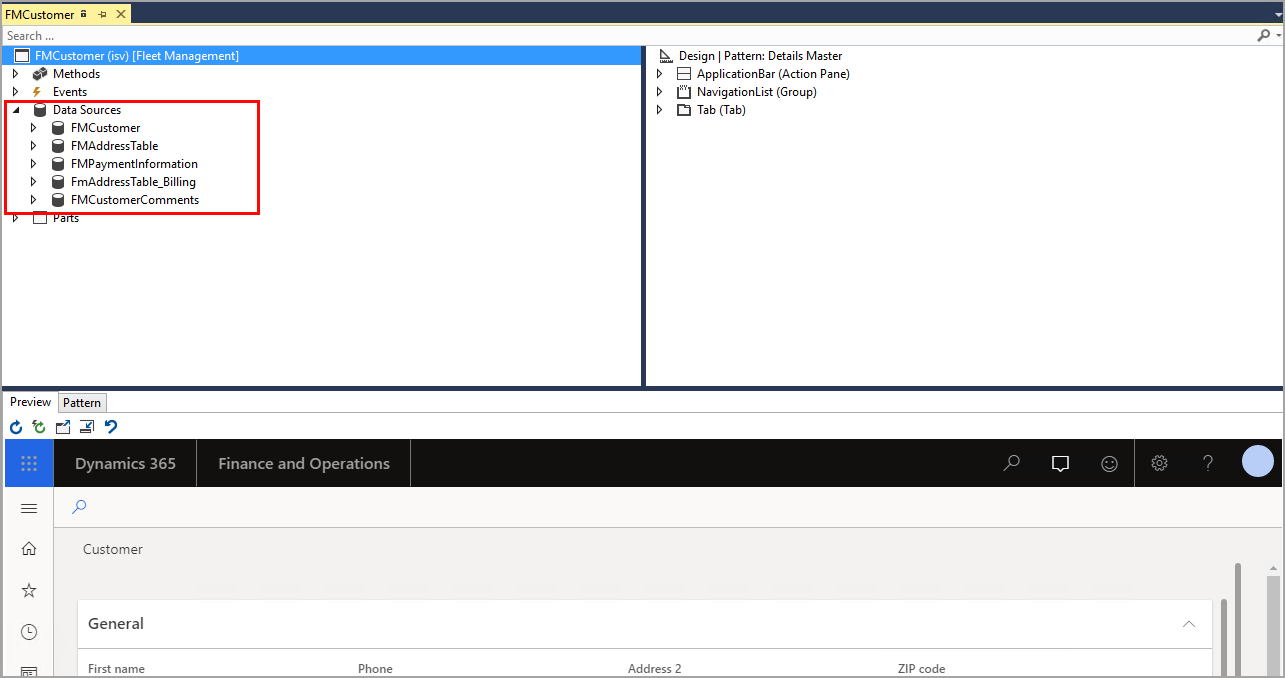 FMCustomer
Search ...
FMCustomer (isv) [Fleet Management]
Methods
Events
Data Sources
FMCustomer
FMAddressTable
FMPaymentInformation
FmAddressTable_Billing
FMCustomerComments
Parts
Design | Pattern: Details Master
ApplicationBar (Action Pane)
NavigationList (Group)
Tab (Tab)
Preview Pattern
Dynamics 365 Finance and Operations
Customer
General
First name Phone Address 2 ZIP code